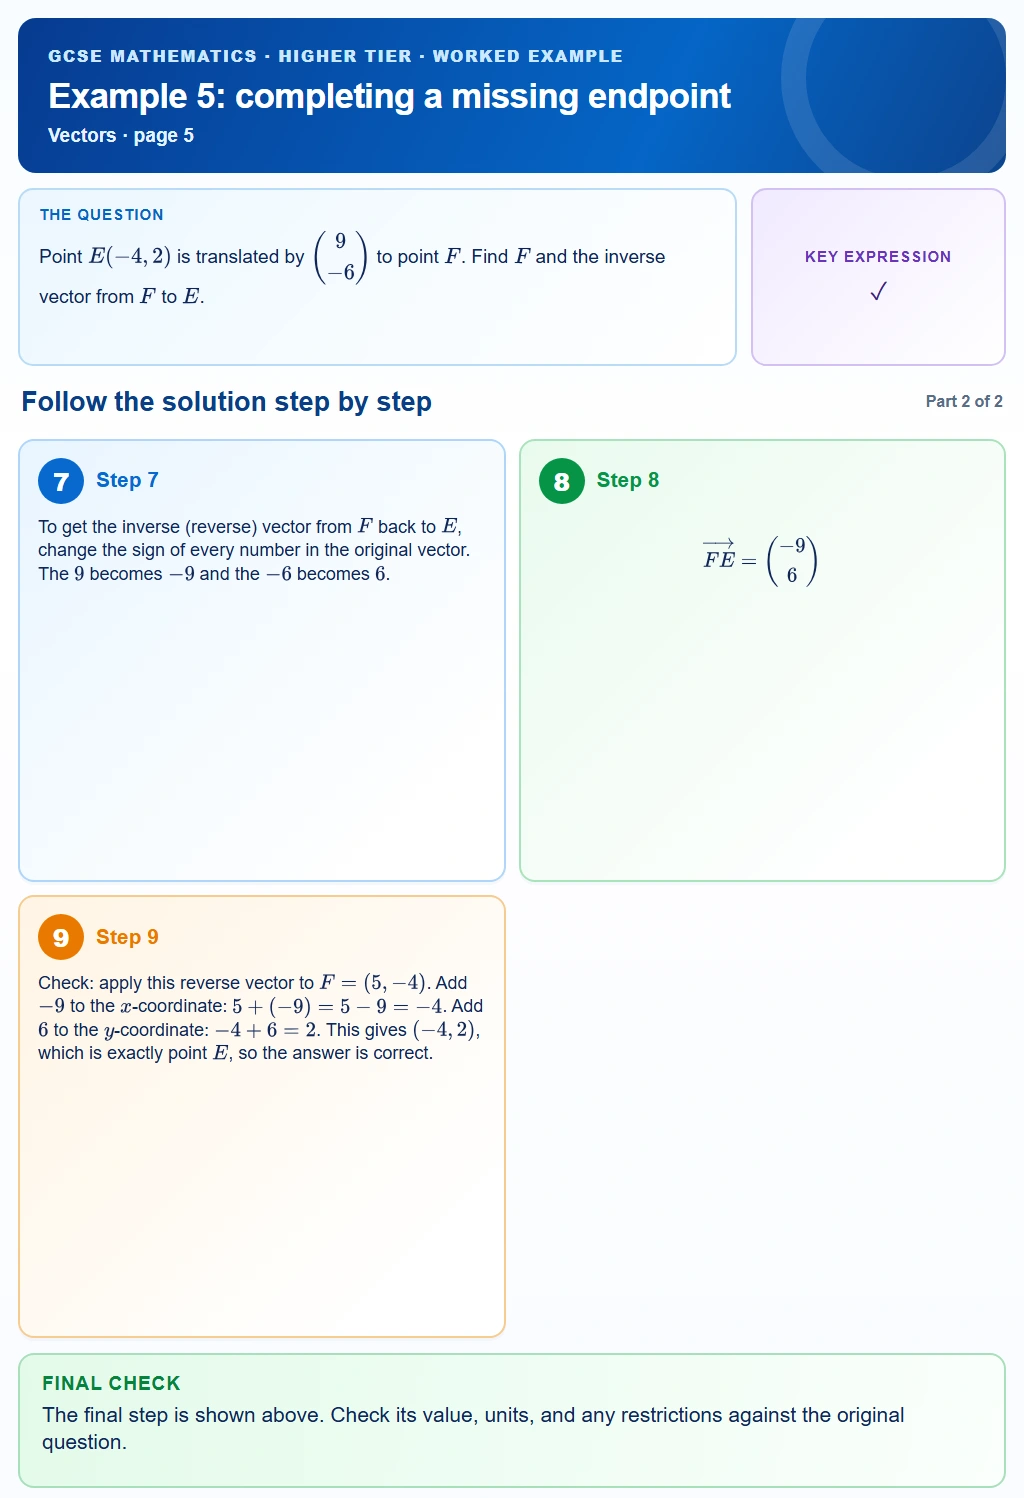 GCSE MATHEMATICS · HIGHER TIER · WORKED EXAMPLE
Example 5: completing a missing endpoint
Vectors · page 5
THE QUESTION
Point E(−4, 2) is translated by (9 −6) to point F. Find F and the inverse
vector from F to E.
KEY EXPRESSION
✓
Follow the solution step by step
Part 2 of 2
7 Step 7
To get the inverse (reverse) vector from F back to E,
change the sign of every number in the original vector.
The 9 becomes −9 and the −6 becomes 6.
8 Step 8
$\overrightarrow{FE} = \begin{pmatrix} -9 \\ 6 \end{pmatrix}$
9 Step 9
Check: apply this reverse vector to F = (5, −4). Add
−9 to the x-coordinate: 5 + (−9) = 5 − 9 = −4. Add
6 to the y-coordinate: −4 + 6 = 2. This gives (−4, 2),
which is exactly point E, so the answer is correct.
FINAL CHECK
The final step is shown above. Check its value, units, and any restrictions against the original
question.